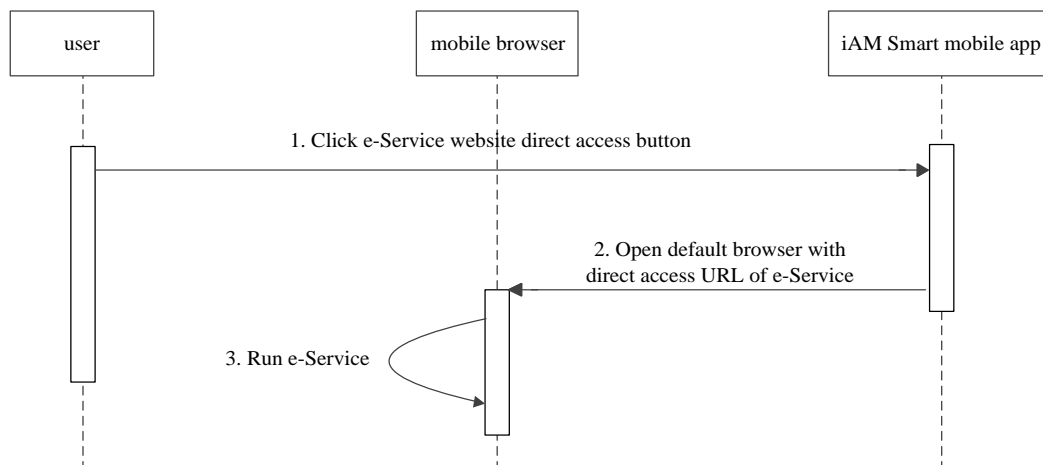 user
mobile browser
iAM Smart mobile app
1. Click e-Service website direct access button
2. Open default browser with
direct access URL of e-Service
3. Run e-Service